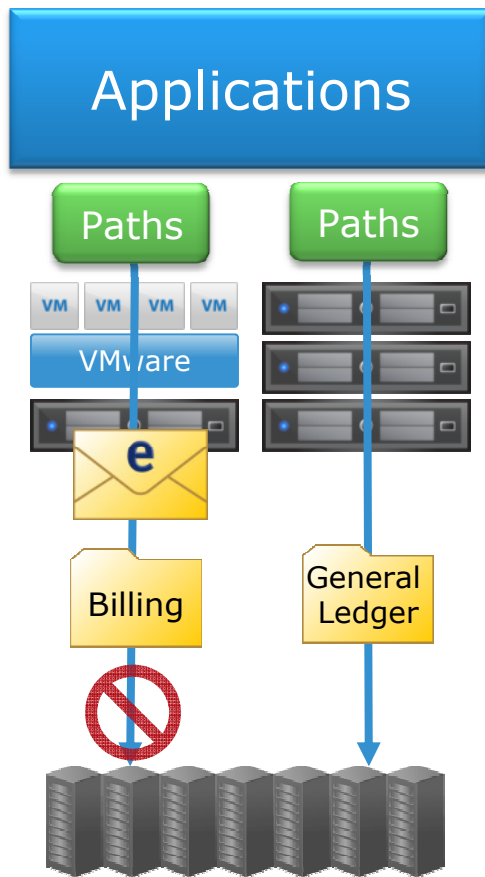 Applications
Paths
Paths
VM VM VM VM
VMware
e
Billing
General
Ledger